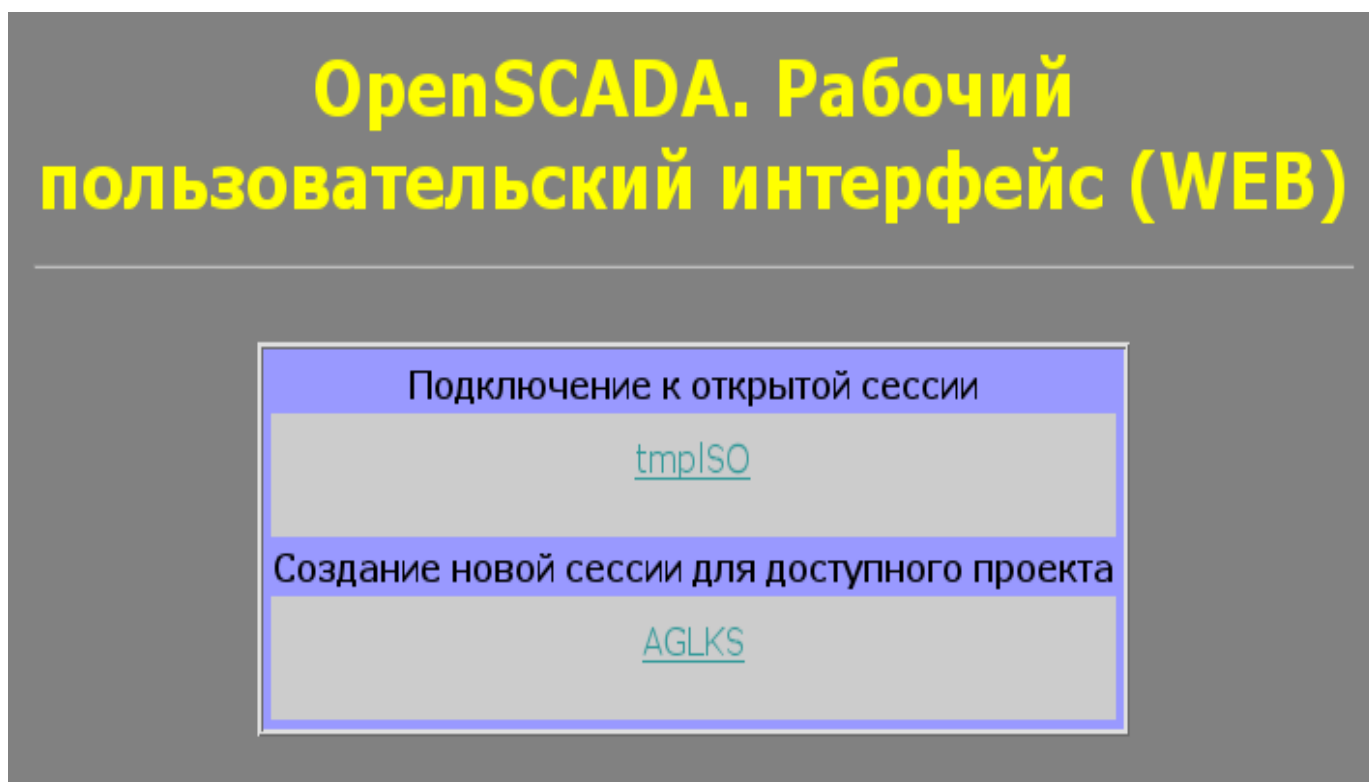 OpenSCADA. Рабочий
пользовательский интерфейс (WEB)
Подключение к открытой сессии
tmplSO
Создание новой сессии для доступного проекта
AGLKS